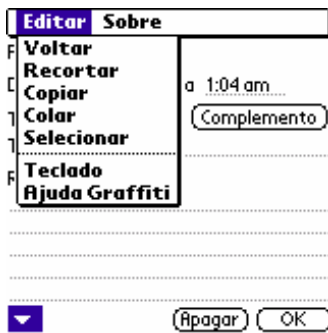 Editar Sobre
Voltar
Recortar
Copiar
a 1:04 am
Colar
Complemento
Selecionar
Teclado
Ajuda Graffiti
Apagar OK